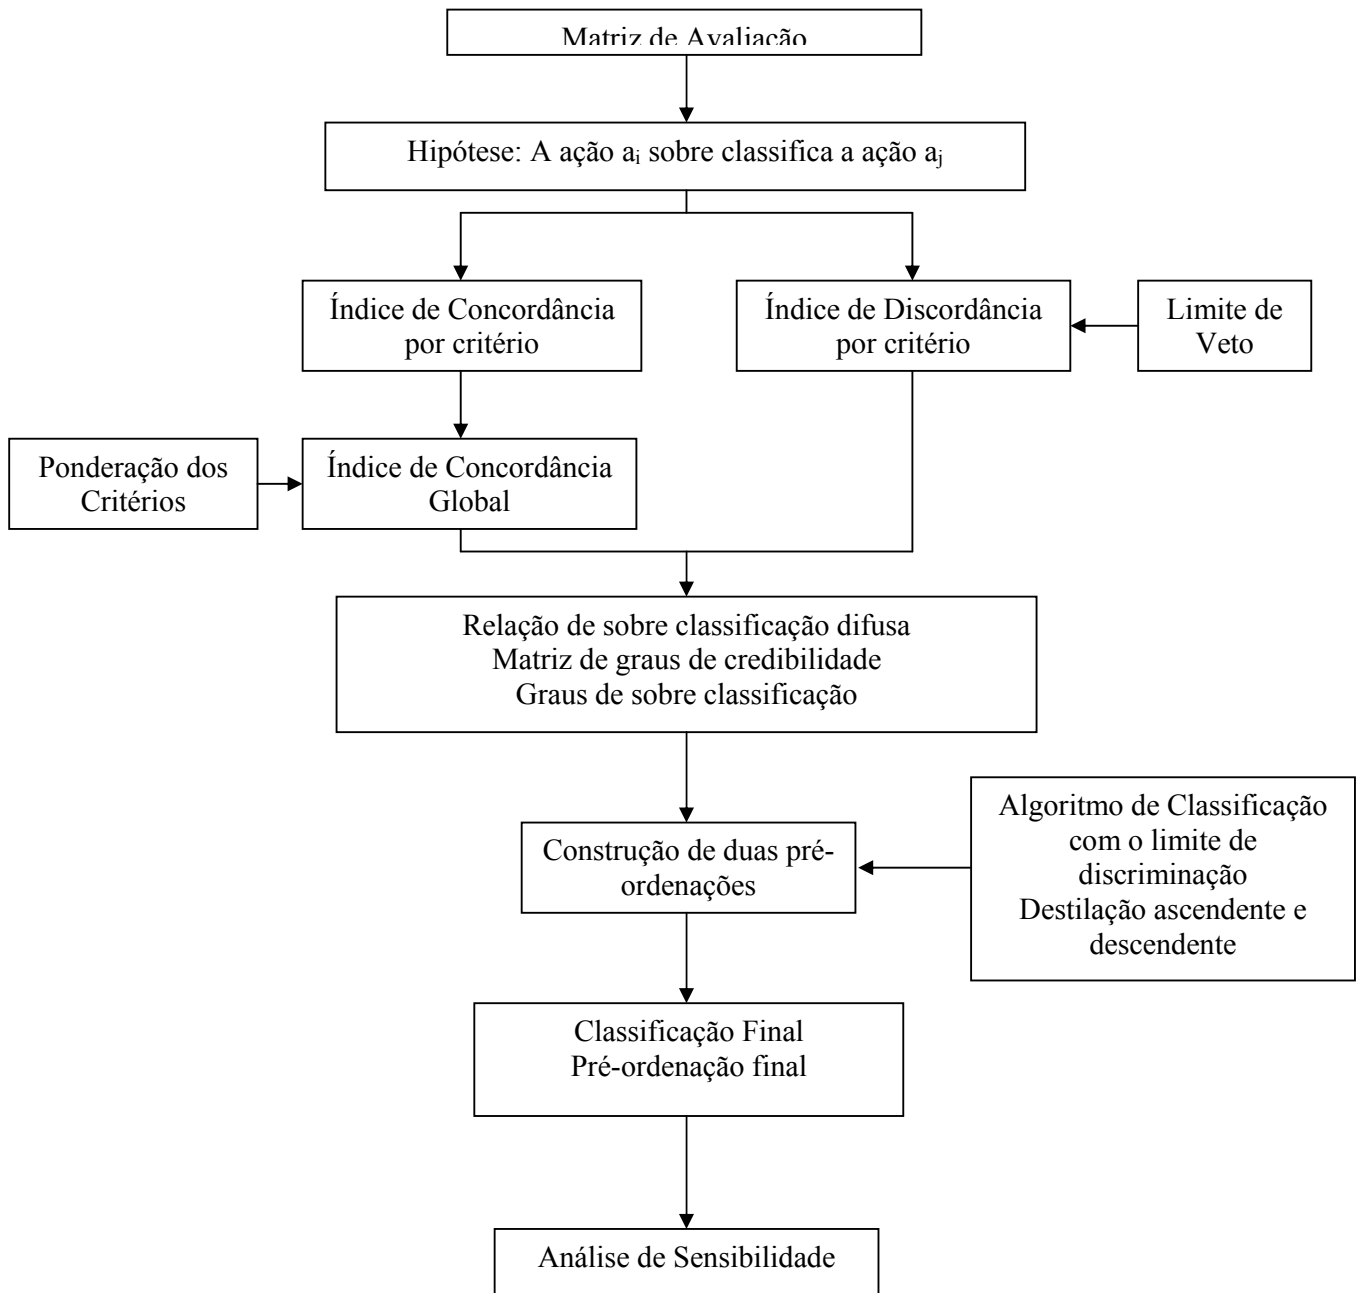 Matriz de Avaliação
Hipótese: A ação aᵢ sobre classifica a ação aⱼ
Índice de Concordância
por critério
Índice de Discordância
por critério
Limite de
Veto
Ponderação dos
Critérios
Índice de Concordância
Global
Relação de sobre classificação difusa
Matriz de graus de credibilidade
Graus de sobre classificação
Algoritmo de Classificação
com o limite de
discriminação
Destilação ascendente e
descendente
Construção de duas pré-
ordenações
Classificação Final
Pré-ordenação final
Análise de Sensibilidade